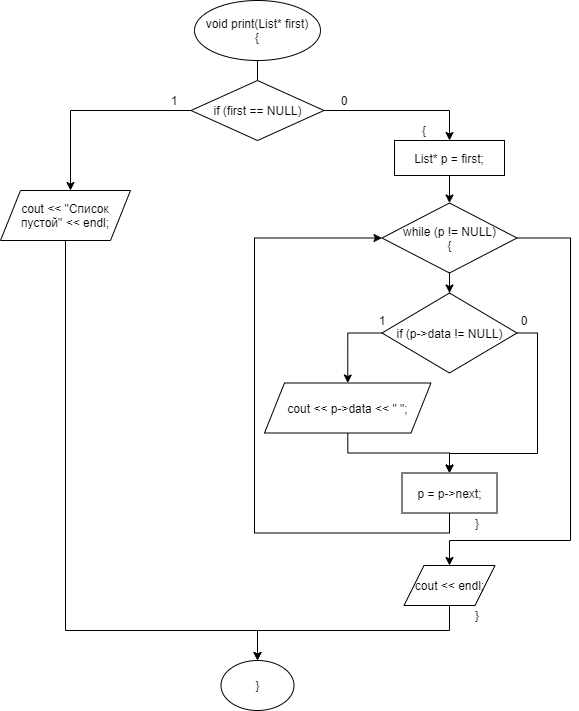 void print(List* first)
{
if (first == NULL)
1
0
{
List* p = first;
cout << "Список
пустой" << endl;
while (p != NULL)
{
if (p->data != NULL)
1
0
cout << p->data << " ";
p = p->next;
}
cout << endl;
}
}